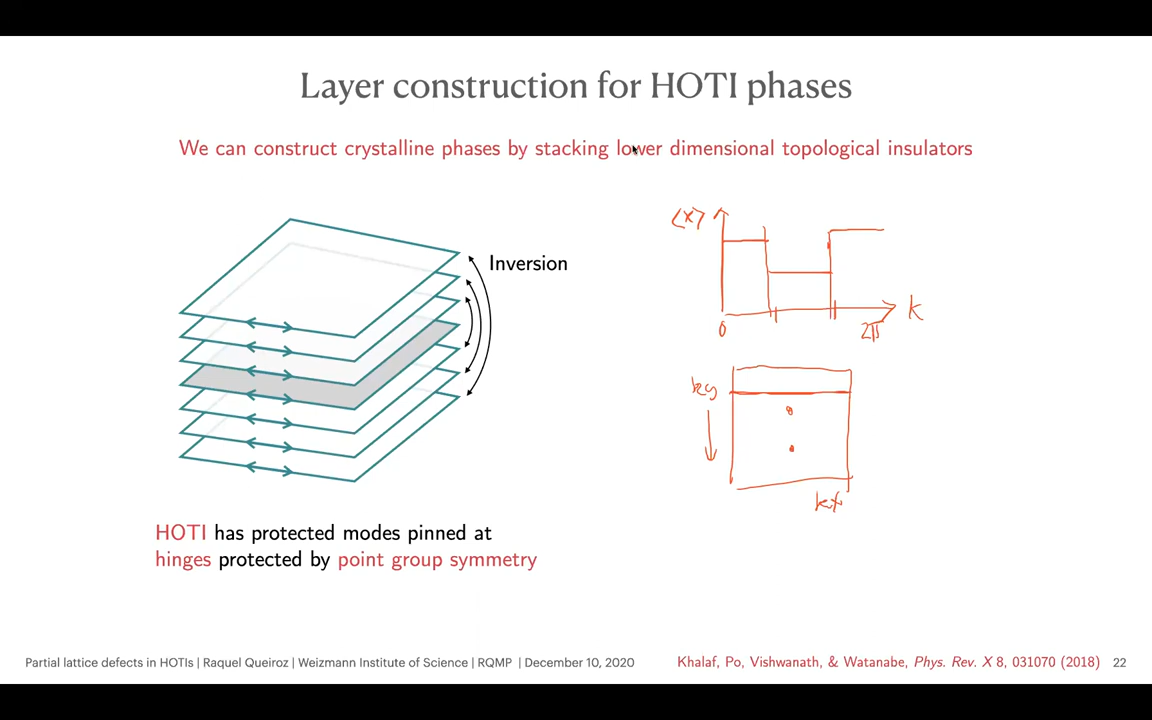 Layer construction for HOTI phases
We can construct crystalline phases by stacking lower dimensional topological insulators
Inversion
⟨x⟩
k
0
2π
ky
kx
HOTI has protected modes pinned at
hinges protected by point group symmetry
Partial lattice defects in HOTIs | Raquel Queiroz | Weizmann Institute of Science | RQMP | December 10, 2020
Khalaf, Po, Vishwanath, & Watanabe, Phys. Rev. X 8, 031070 (2018)
22